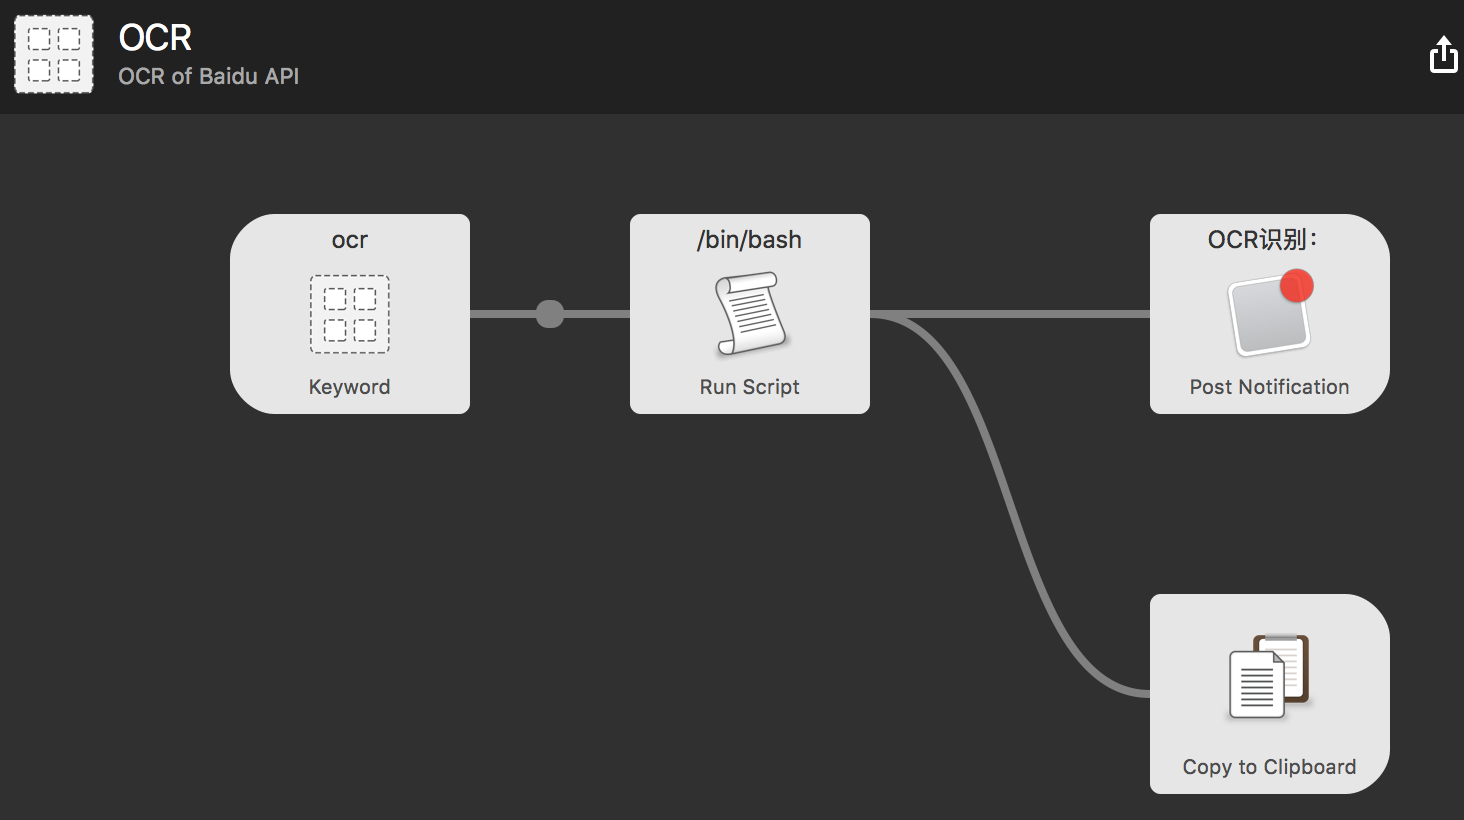 OCR
OCR of Baidu API
ocr
Keyword
/bin/bash
Run Script
OCR识别：
Post Notification
Copy to Clipboard